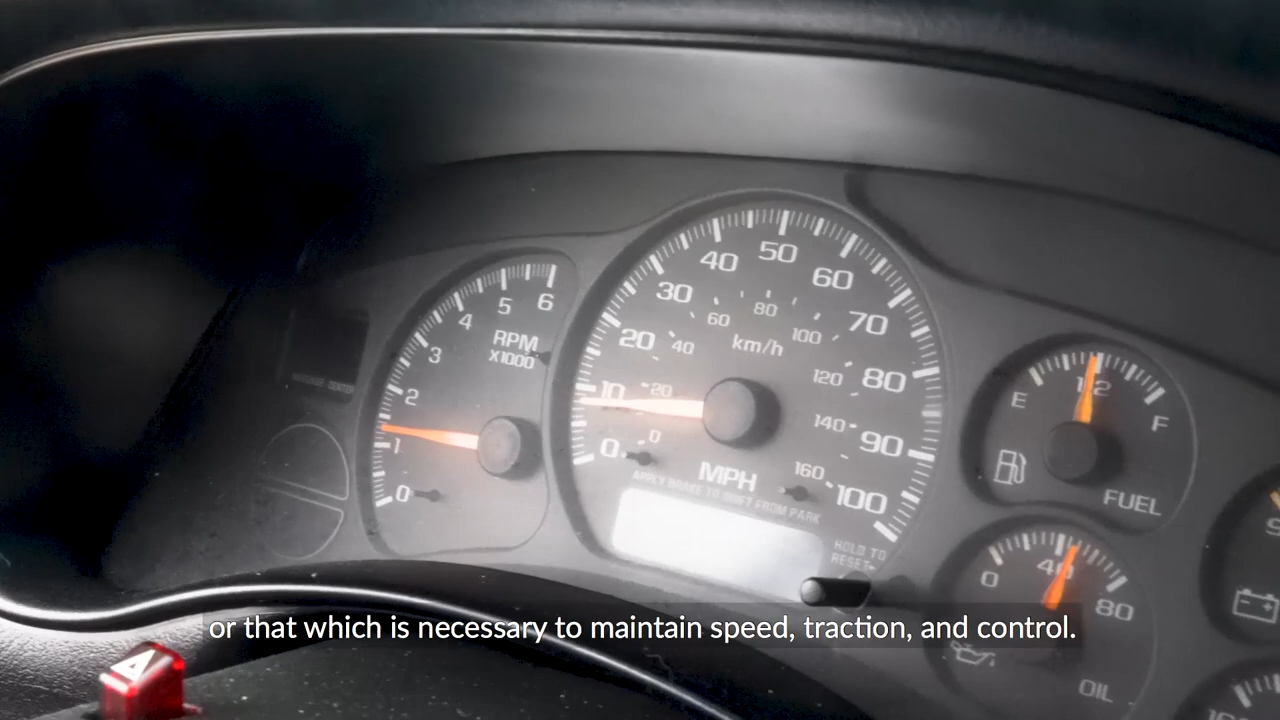 50
40
60
30
70
6
5
80
4
60
100
RPM
X1000
20
40
km/h
3
120
80
1/2
MESSAGE CENTER
10
20
2
E
F
140
90
1
0
0
160
MPH
APPLY BRAKE TO SHIFT FROM PARK
100
0
FUEL
HOLD TO
RESET
40
0
80
or that which is necessary to maintain speed, traction, and control.
OIL